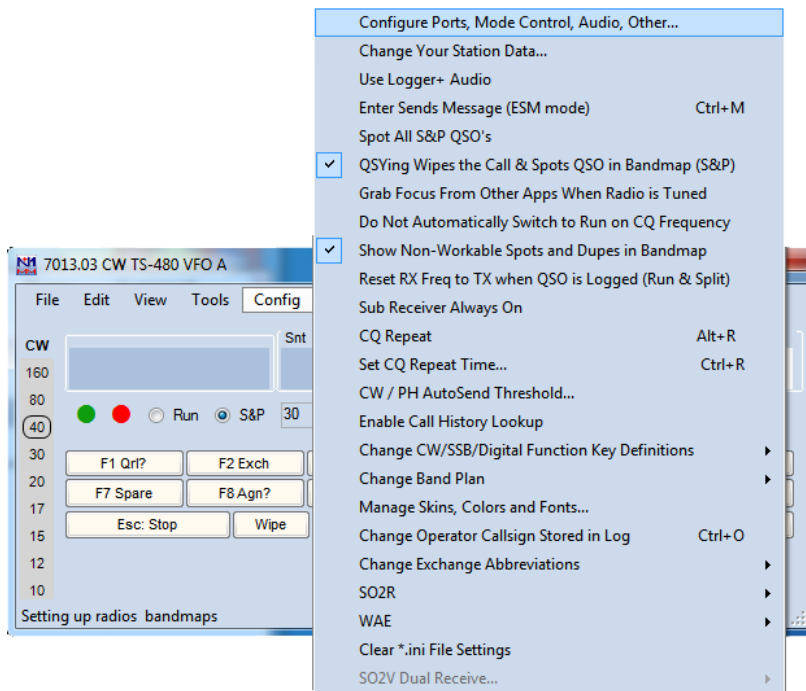 Configure Ports, Mode Control, Audio, Other...
Change Your Station Data...
Use Logger+ Audio
Enter Sends Message (ESM mode) Ctrl+M
Spot All S&P QSO's
QSYing Wipes the Call & Spots QSO in Bandmap (S&P)
Grab Focus From Other Apps When Radio is Tuned
Do Not Automatically Switch to Run on CQ Frequency
Show Non-Workable Spots and Dupes in Bandmap
Reset RX Freq to TX when QSO is Logged (Run & Split)
Sub Receiver Always On
CQ Repeat Alt+R
Set CQ Repeat Time... Ctrl+R
CW / PH AutoSend Threshold...
Enable Call History Lookup
Change CW/SSB/Digital Function Key Definitions
Change Band Plan
Manage Skins, Colors and Fonts...
Change Operator Callsign Stored in Log Ctrl+O
Change Exchange Abbreviations
SO2R
WAE
Clear *.ini File Settings
SO2V Dual Receive...
7013.03 CW TS-480 VFO A
File Edit View Tools Config
CW
Snt
160
80
40
30
20
17
15
12
10
Run S&P 30
F1 Qrl? F2 Exch
F7 Spare F8 Agn?
Esc: Stop Wipe
Setting up radios bandmaps